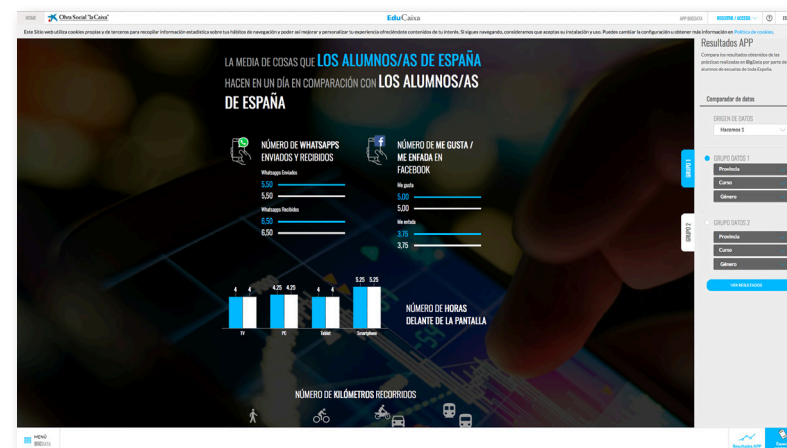 HOME
Obra Social "la Caixa"
EduCaixa
APP BIGDATA
REGISTRO / ACCESO
ES
Este Sitio web utiliza cookies propias y de terceros para recopilar información estadística sobre tus hábitos de navegación y poder así mejorar y personalizar tu experiencia ofreciéndote contenidos de tu interés. Si sigues navegando, consideramos que aceptas su instalación y uso. Puedes cambiar la configuración u obtener más información en Política de cookies.
LA MEDIA DE COSAS QUE LOS ALUMNOS/AS DE ESPAÑA
HACEN EN UN DÍA EN COMPARACIÓN CON LOS ALUMNOS/AS
DE ESPAÑA
NÚMERO DE WHATSAPPS
ENVIADOS Y RECIBIDOS
Whatsapps Enviados
5,50
5,50
Whatsapps Recibidos
6,50
6,50
NÚMERO DE ME GUSTA /
ME ENFADA EN
FACEBOOK
Me gusta
5,00
5,00
Me enfada
3,75
3,75
4 4 4.25 4.25 4 4 5.25 5.25
TV PC Tablet Smartphone
NÚMERO DE HORAS
DELANTE DE LA PANTALLA
NÚMERO DE KILÓMETROS RECORRIDOS
GRUPO 1
GRUPO 2
Resultados APP
Compara los resultados obtenidos de las
prácticas realizadas en BigData por parte de
alumnos de escuelas de toda España.
Comparador de datos
ORIGEN DE DATOS
Hacemos 1
GRUPO DATOS 1
Provincia
Curso
Género
GRUPO DATOS 2
Provincia
Curso
Género
VER RESULTADOS
MENÚ
BIGDATA
Resultados APP